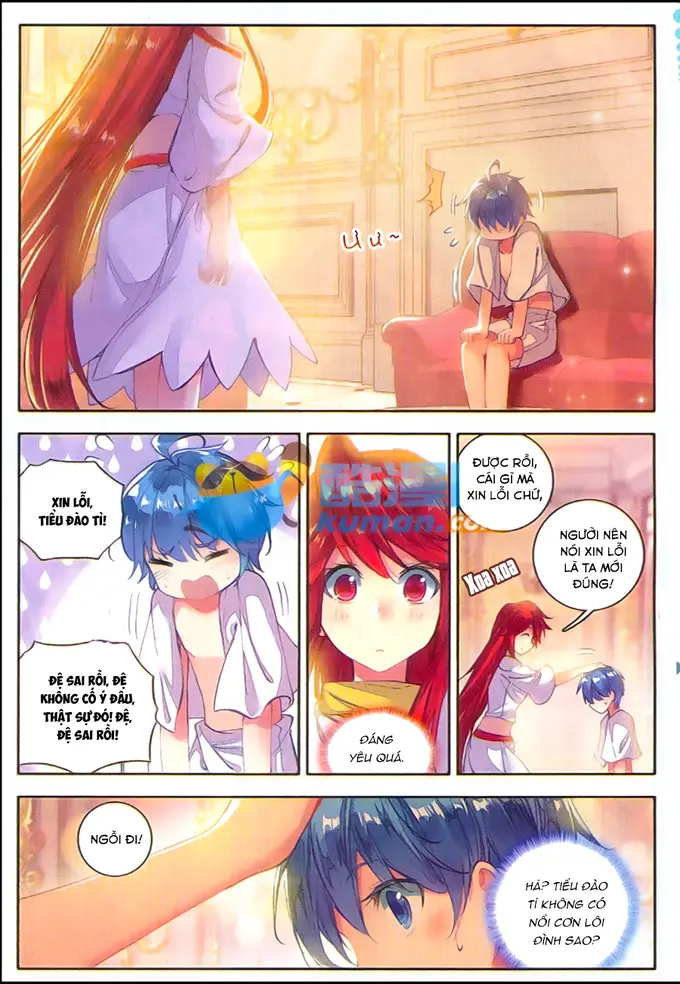 Ư ư~
XIN LỖI,
TIỂU ĐÀO TỈ!
ĐỆ SAI RỒI, ĐỆ
KHÔNG CỐ Ý ĐÂU,
THẬT SỰ ĐÓ! ĐỆ,
ĐỆ SAI RỒI!
酷漫
kuman.com
ĐÁNG
YÊU QUÁ.
ĐƯỢC RỒI,
CÁI GÌ MÀ
XIN LỖI CHỨ,
NGƯỜI NÊN
NÓI XIN LỖI
LÀ TA MỚI
ĐÚNG!
Xoa xoa
NGỒI ĐI!
HẢ? TIỂU ĐÀO
TỈ KHÔNG CÓ
NỔI CƠN LÔI
ĐÌNH SAO?